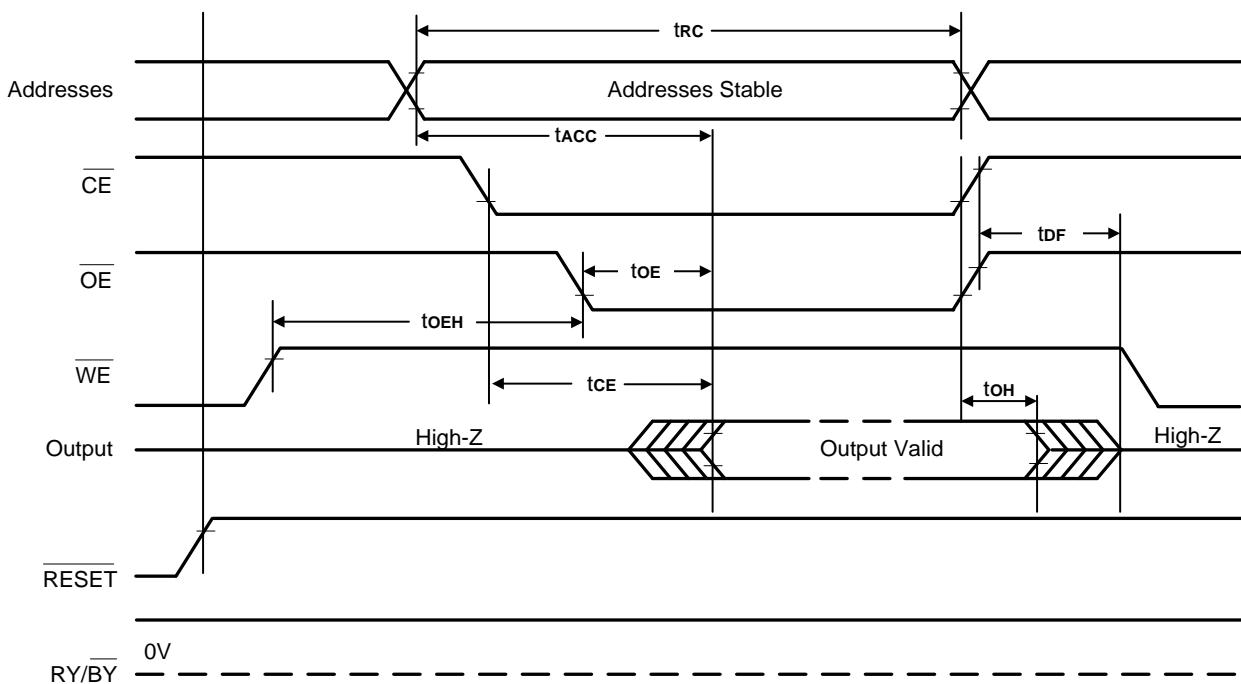 tRC
Addresses
Addresses Stable
tACC
CE
tDF
OE
tOE
tOEH
WE
tCE
tOH
Output
High-Z
Output Valid
High-Z
RESET
0V
RY/BY